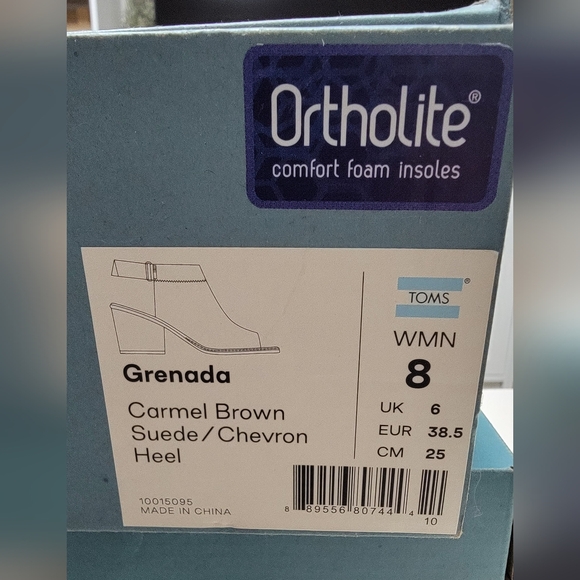 Ortholite®
comfort foam insoles
TOMS®
WMN
8
UK 6
EUR 38.5
CM 25
Grenada
Carmel Brown
Suede/Chevron
Heel
10015095
MADE IN CHINA
8 89556 80744 4
10